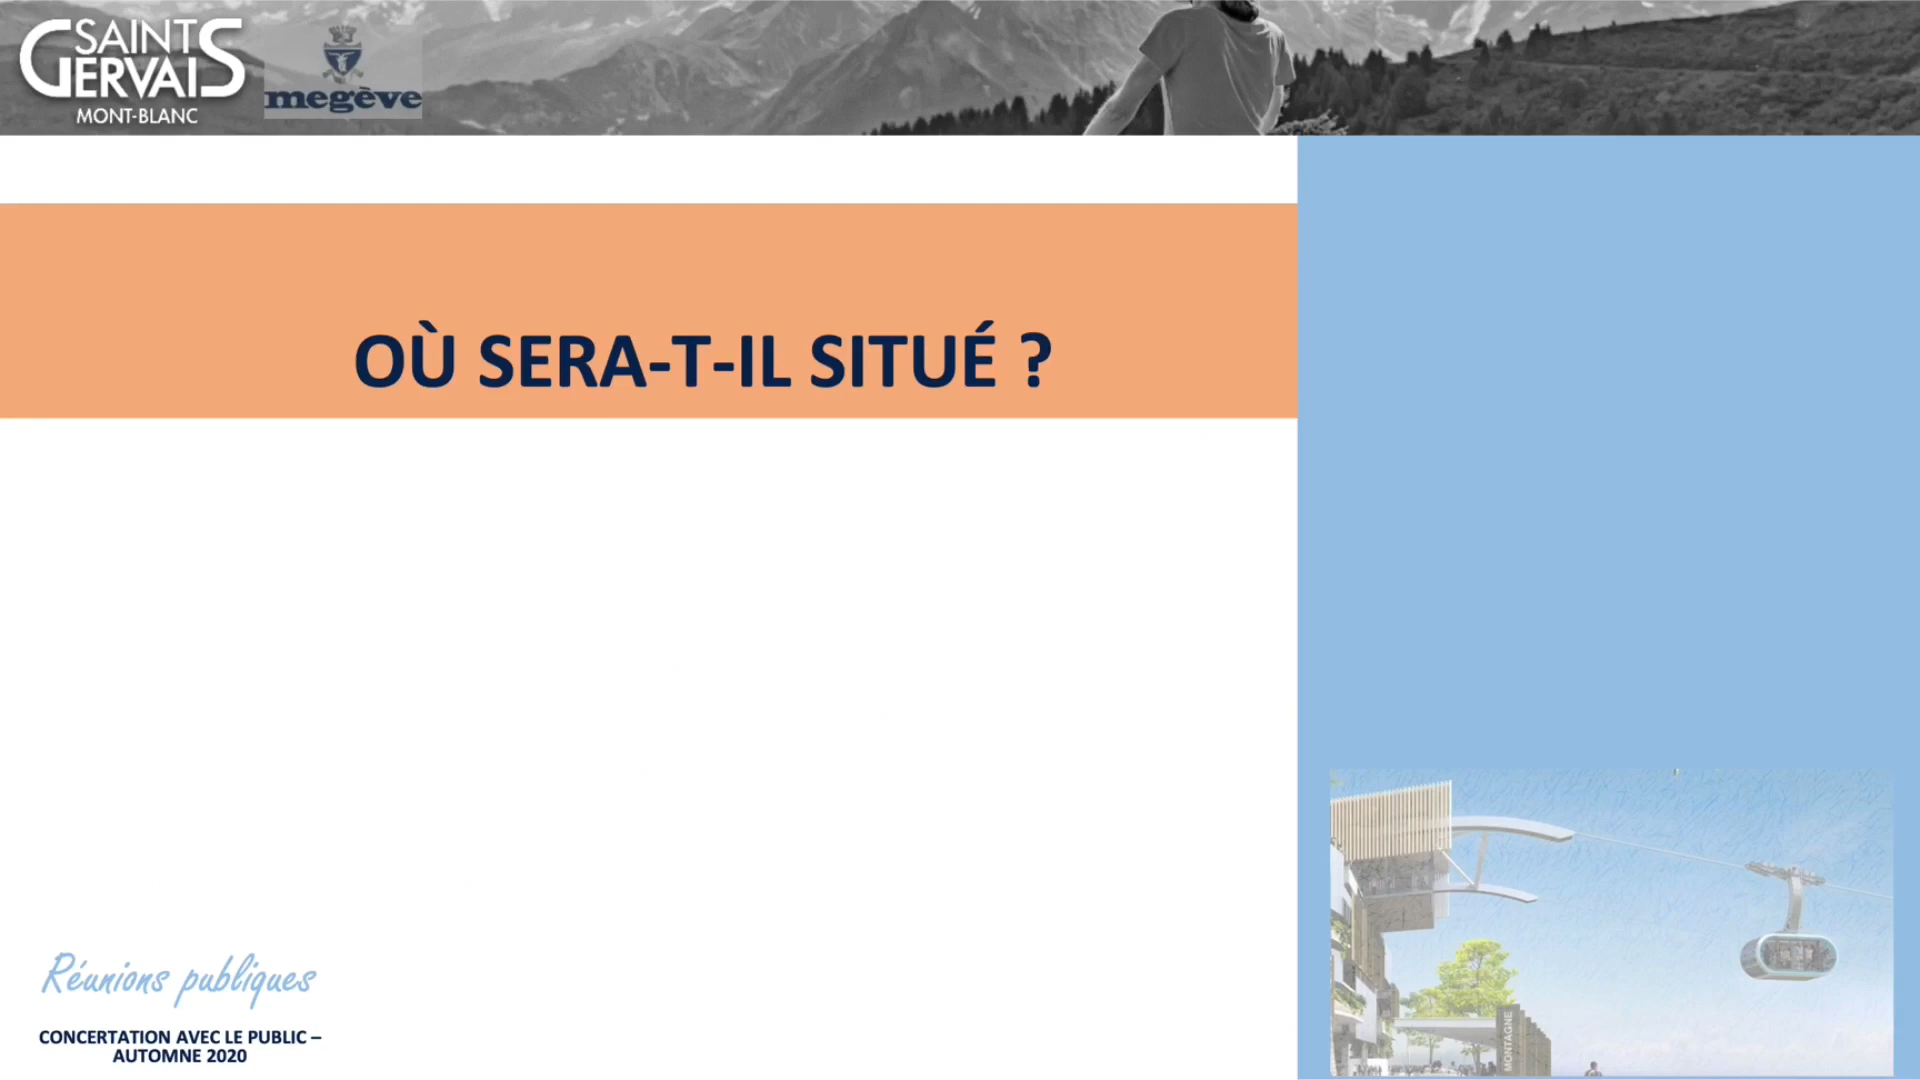 SAINT
GERVAIS
MONT-BLANC
megève
OÙ SERA-T-IL SITUÉ ?
Réunions publiques
CONCERTATION AVEC LE PUBLIC –
AUTOMNE 2020
MONTAGNE